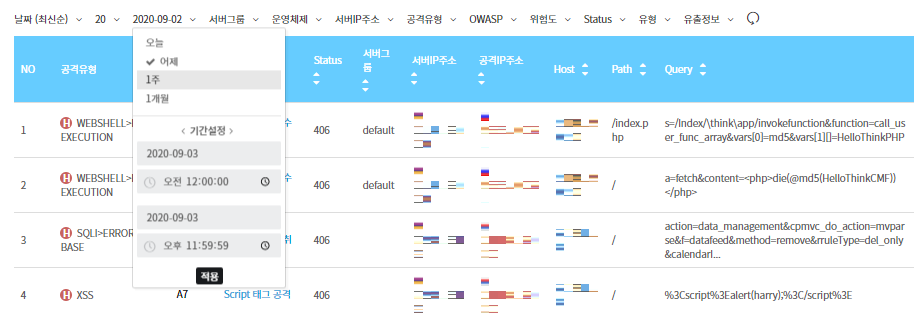 날짜 (최신순) 20 2020-09-02 서버그룹 운영체제 서버IP주소 공격유형 OWASP 위험도 Status 유형 유출정보
오늘
어제
1주
1개월
< 기간설정 >
2020-09-03
오전 12:00:00
2020-09-03
오후 11:59:59
적용
NO 공격유형 Status 서버그룹 서버IP주소 공격IP주소 Host Path Query
1 H WEBSHELL>
EXECUTION
수
406 default /index.p
hp
s=/Index/\think\app/invokefunction&function=call_us
er_func_array&vars[0]=md5&vars[1][]=HelloThinkPHP
2 H WEBSHELL>
EXECUTION
수
406 default /
a=fetch&content=<php>die(@md5(HelloThinkCMF))
</php>
3 H SQLI>ERROR
BASE
취
406 /
action=data_management&cpmvc_do_action=mvpar
se&f=datafeed&method=remove&rruleType=del_only
&calendarI...
4 H XSS A7 Script 태그 공격 406 / %3Cscript%3Ealert(harry);%3C/script%3E